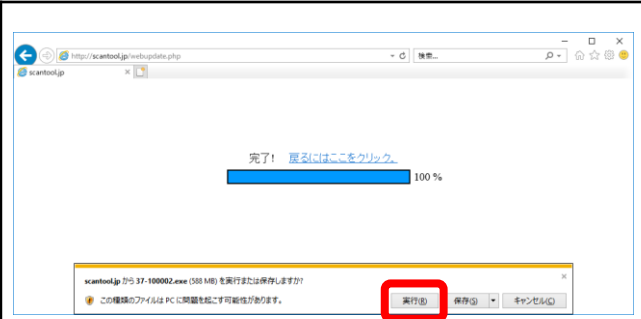 http://scantool.jp/webupdate.php
検索...
scantool.jp
完了! 戻るにはここをクリック。
100 %
scantool.jp から 37-100002.exe (588 MB) を実行または保存しますか?
この種類のファイルは PC に問題を起こす可能性があります。
実行(R) 保存(S) キャンセル(C)